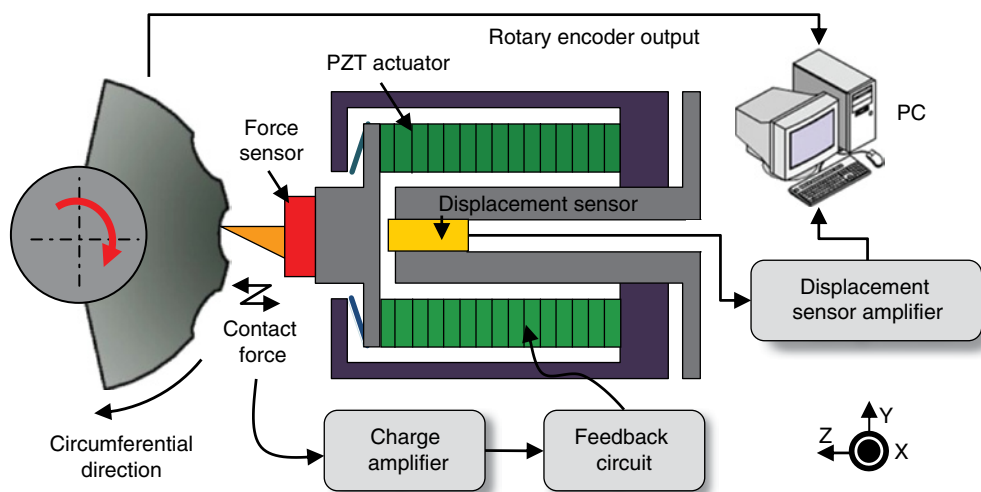 Rotary encoder output
PZT actuator
PC
Force
sensor
Displacement sensor
Contact
force
Displacement
sensor amplifier
Circumferential
direction
Charge
amplifier
Feedback
circuit
Y
Z
X